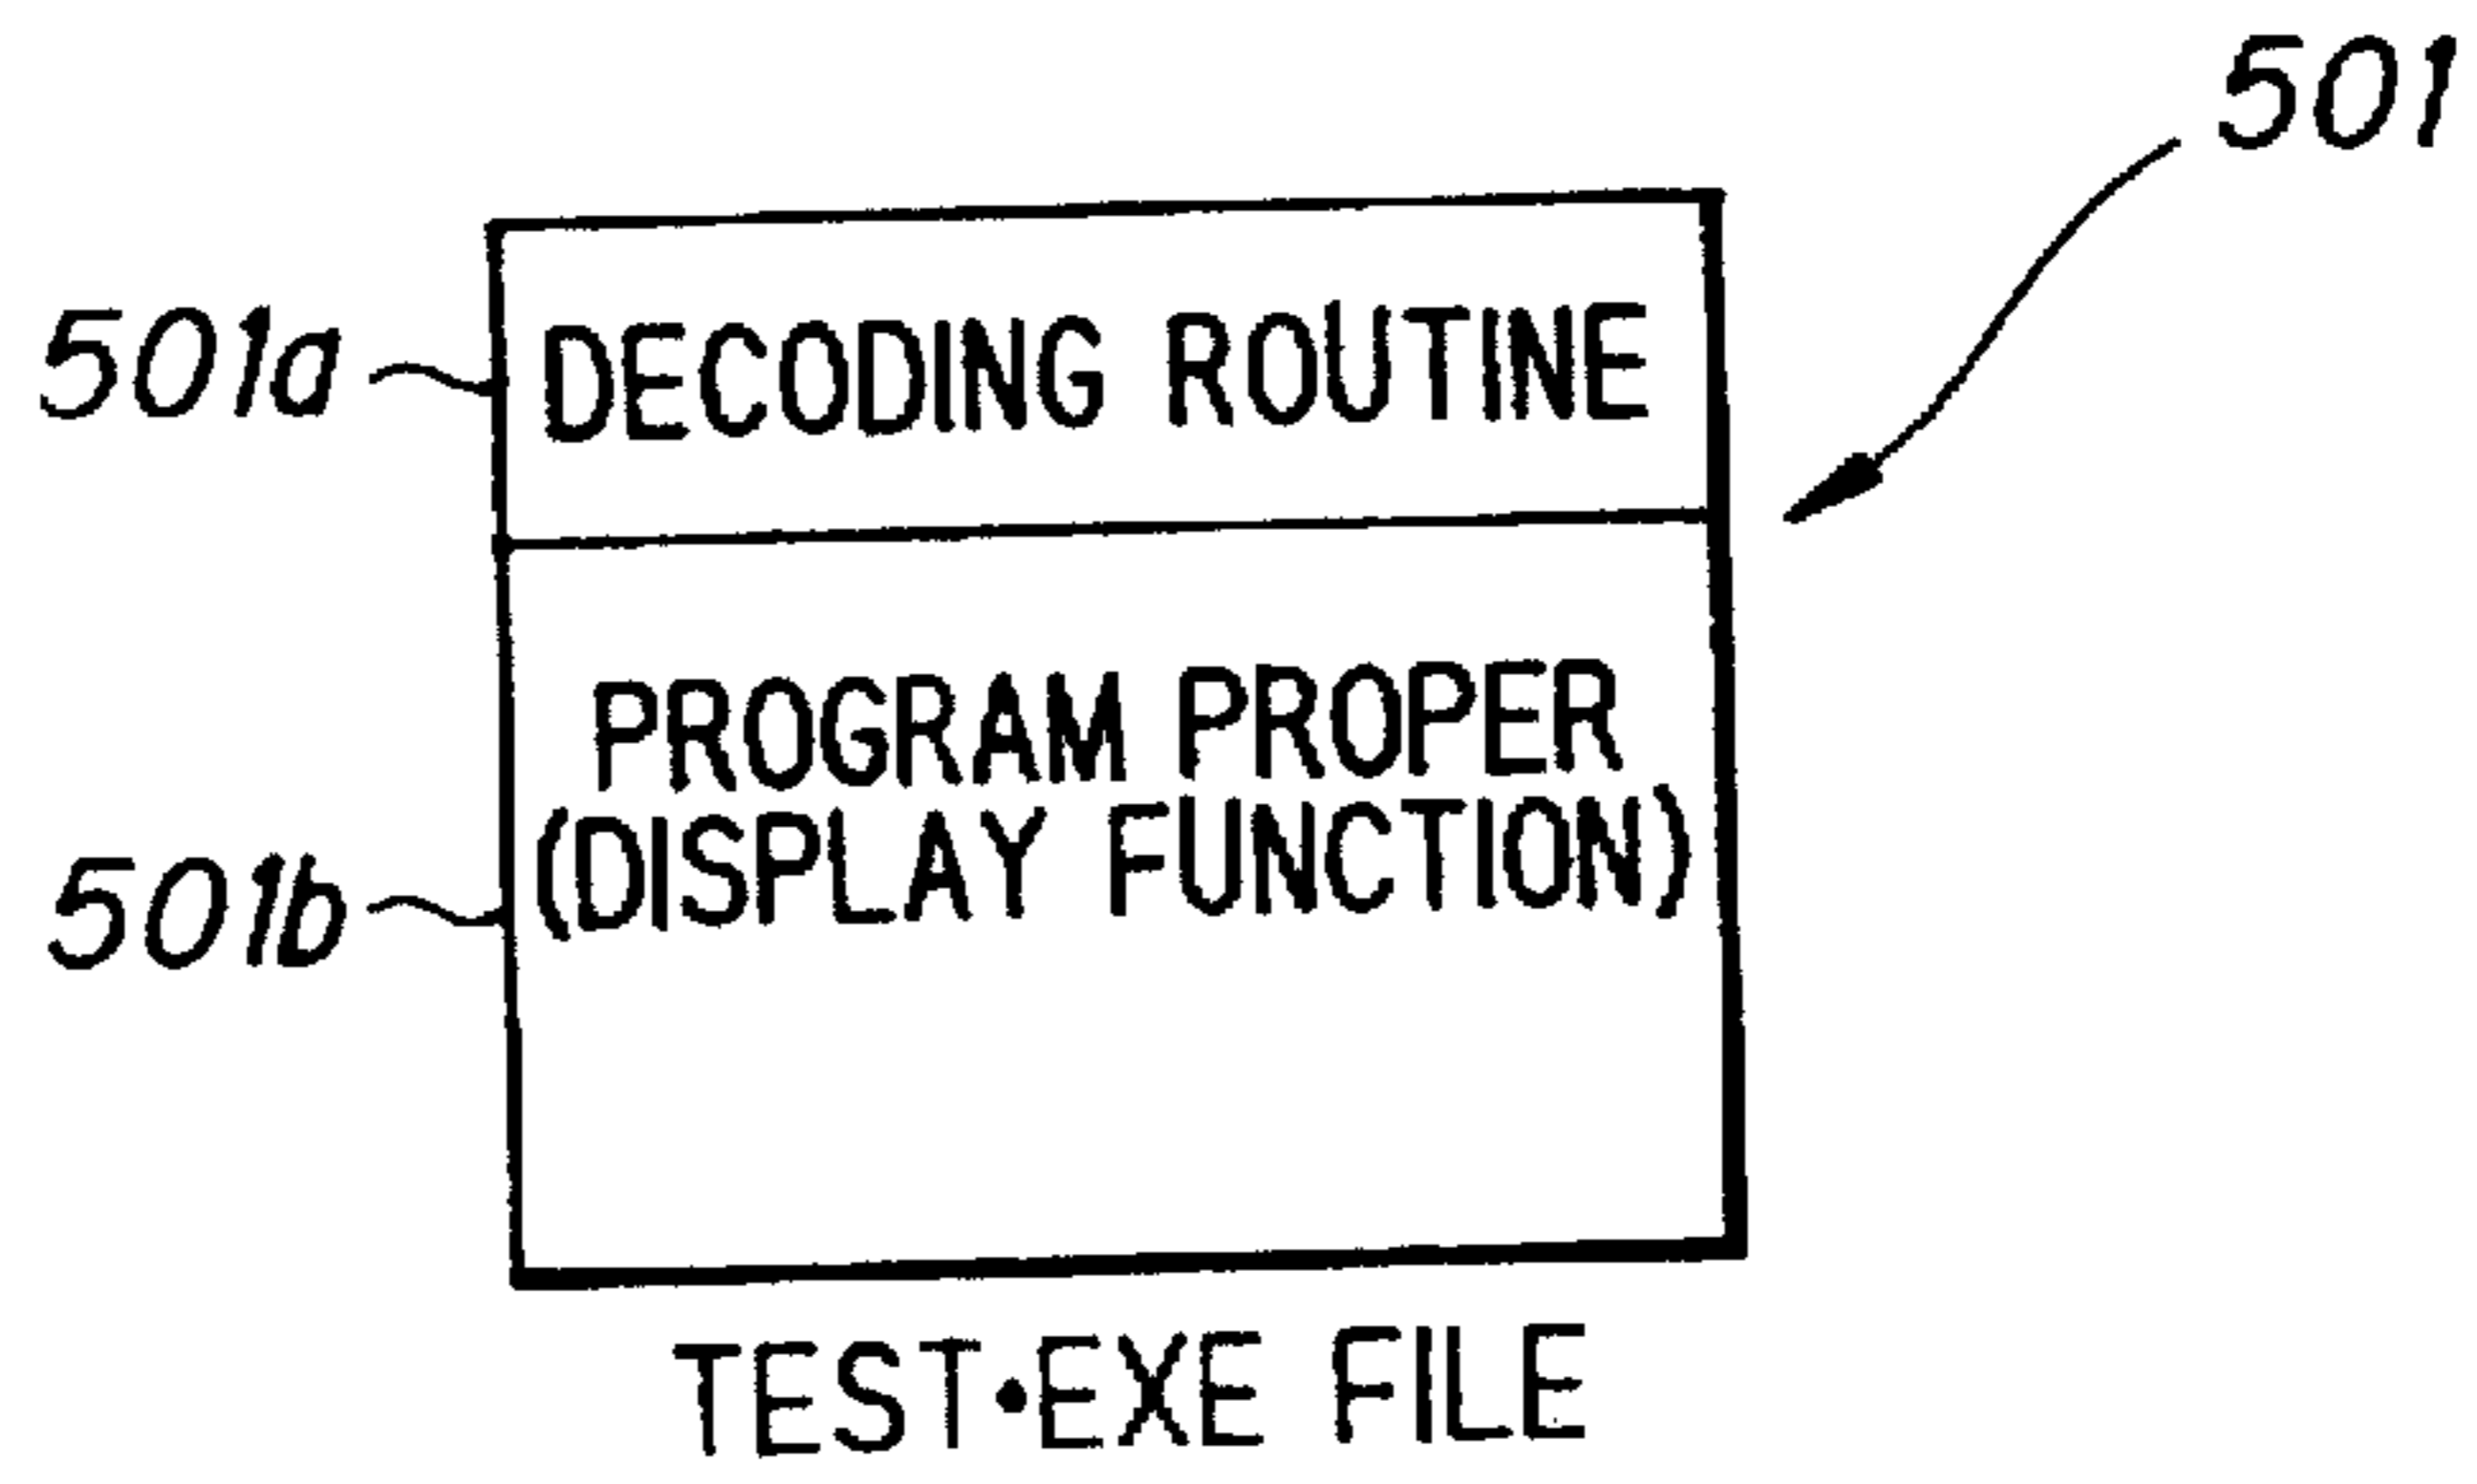 501
501a DECODING ROUTINE
PROGRAM PROPER
501b (DISPLAY FUNCTION)
TEST•EXE FILE